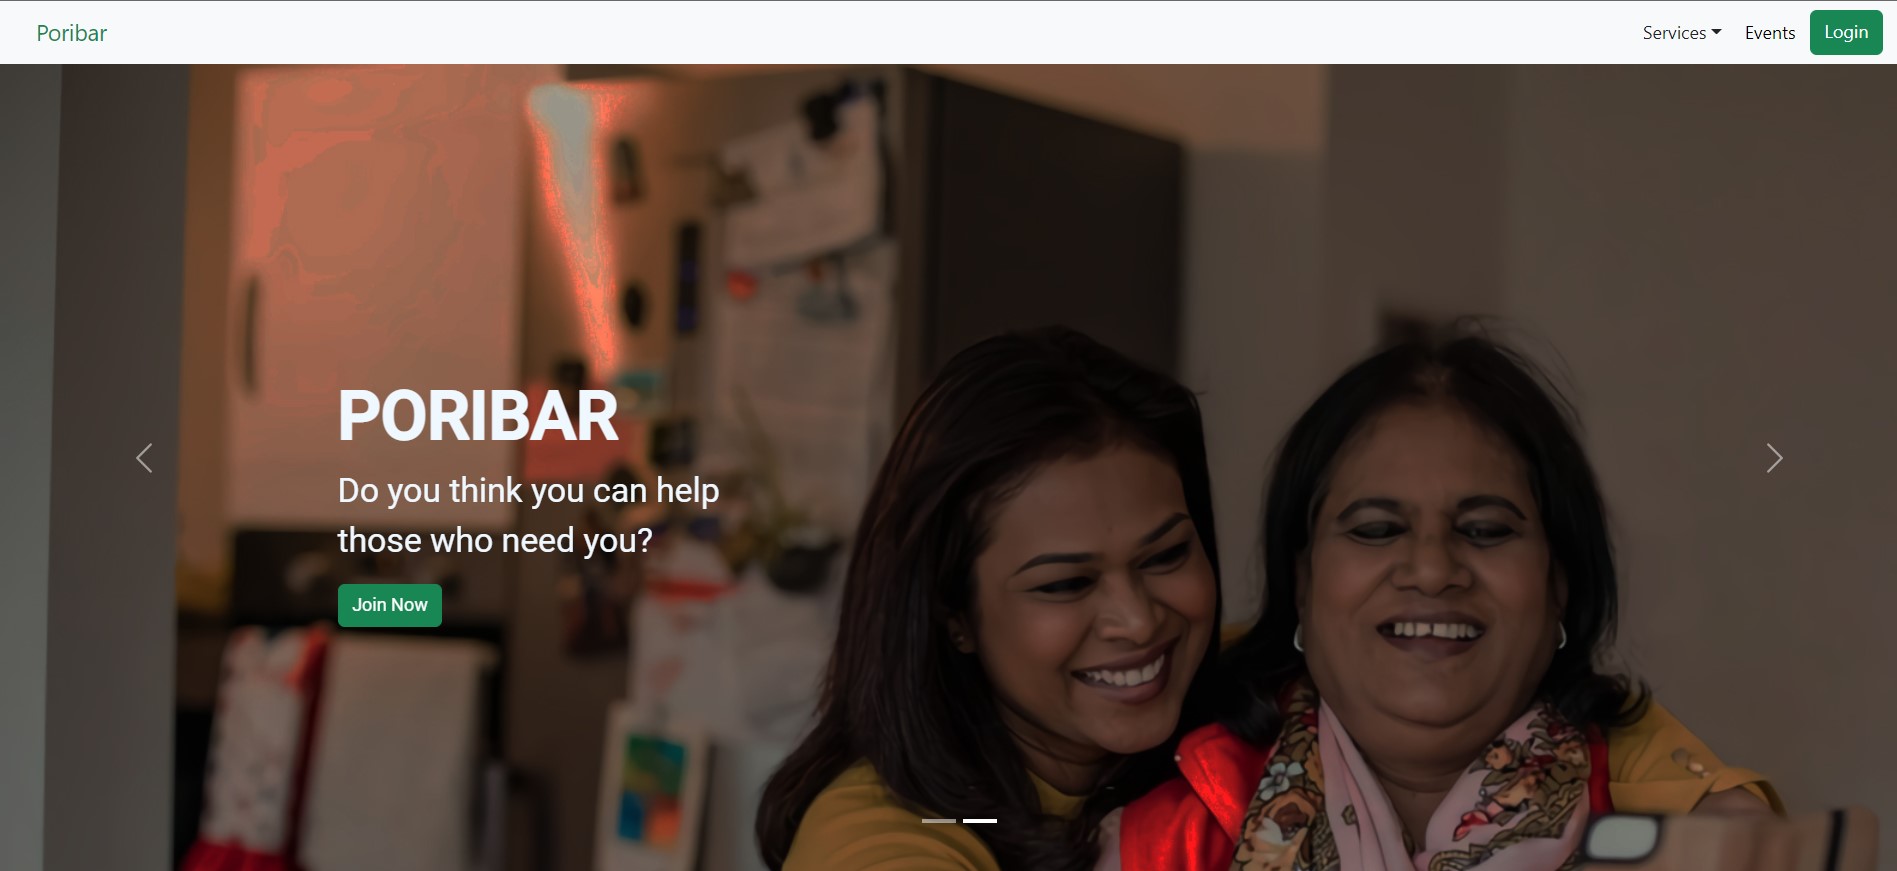 Poribar
Services
Events
Login
PORIBAR
Do you think you can help
those who need you?
Join Now